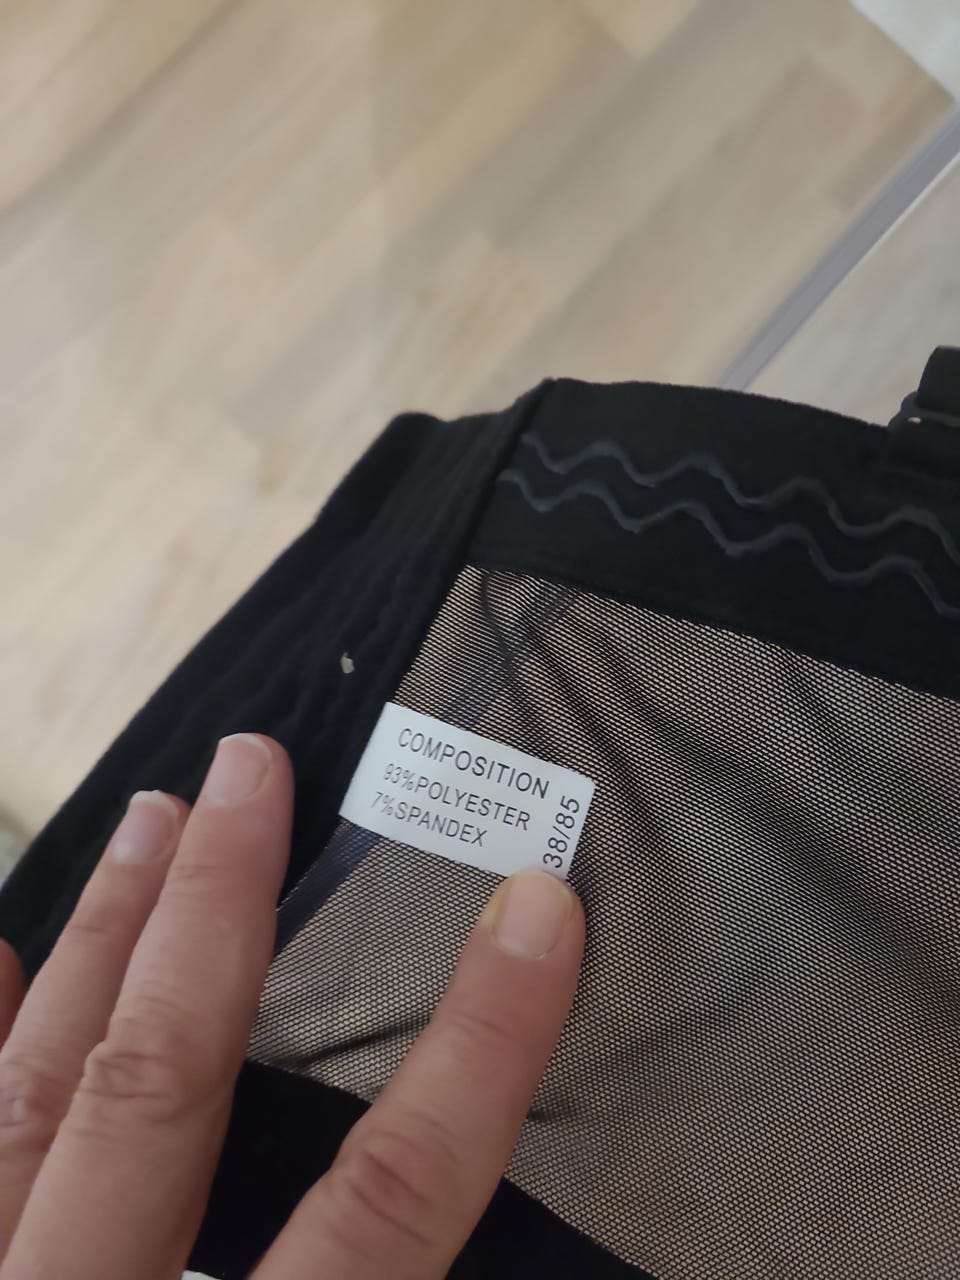 COMPOSITION
93%POLYESTER
7%SPANDEX
38/85